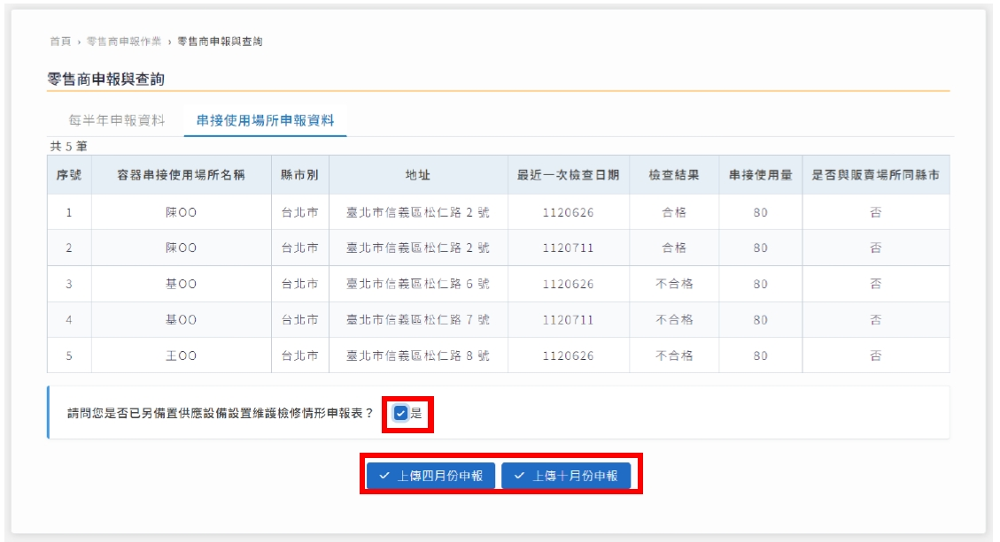 首頁 › 零售商申報作業 › 零售商申報與查詢
零售商申報與查詢
每半年申報資料 串接使用場所申報資料
共 5 筆
序號 容器串接使用場所名稱 縣市別 地址 最近一次檢查日期 檢查結果 串接使用量 是否與販賣場所同縣市
1 陳OO 台北市 臺北市信義區松仁路 2 號 1120626 合格 80 否
2 陳OO 台北市 臺北市信義區松仁路 2 號 1120711 合格 80 否
3 基OO 台北市 臺北市信義區松仁路 6 號 1120626 不合格 80 否
4 基OO 台北市 臺北市信義區松仁路 7 號 1120711 不合格 80 否
5 王OO 台北市 臺北市信義區松仁路 8 號 1120626 不合格 80 否
請問您是否已另備置供應設備設置維護檢修情形申報表？ 是
上傳四月份申報 上傳十月份申報